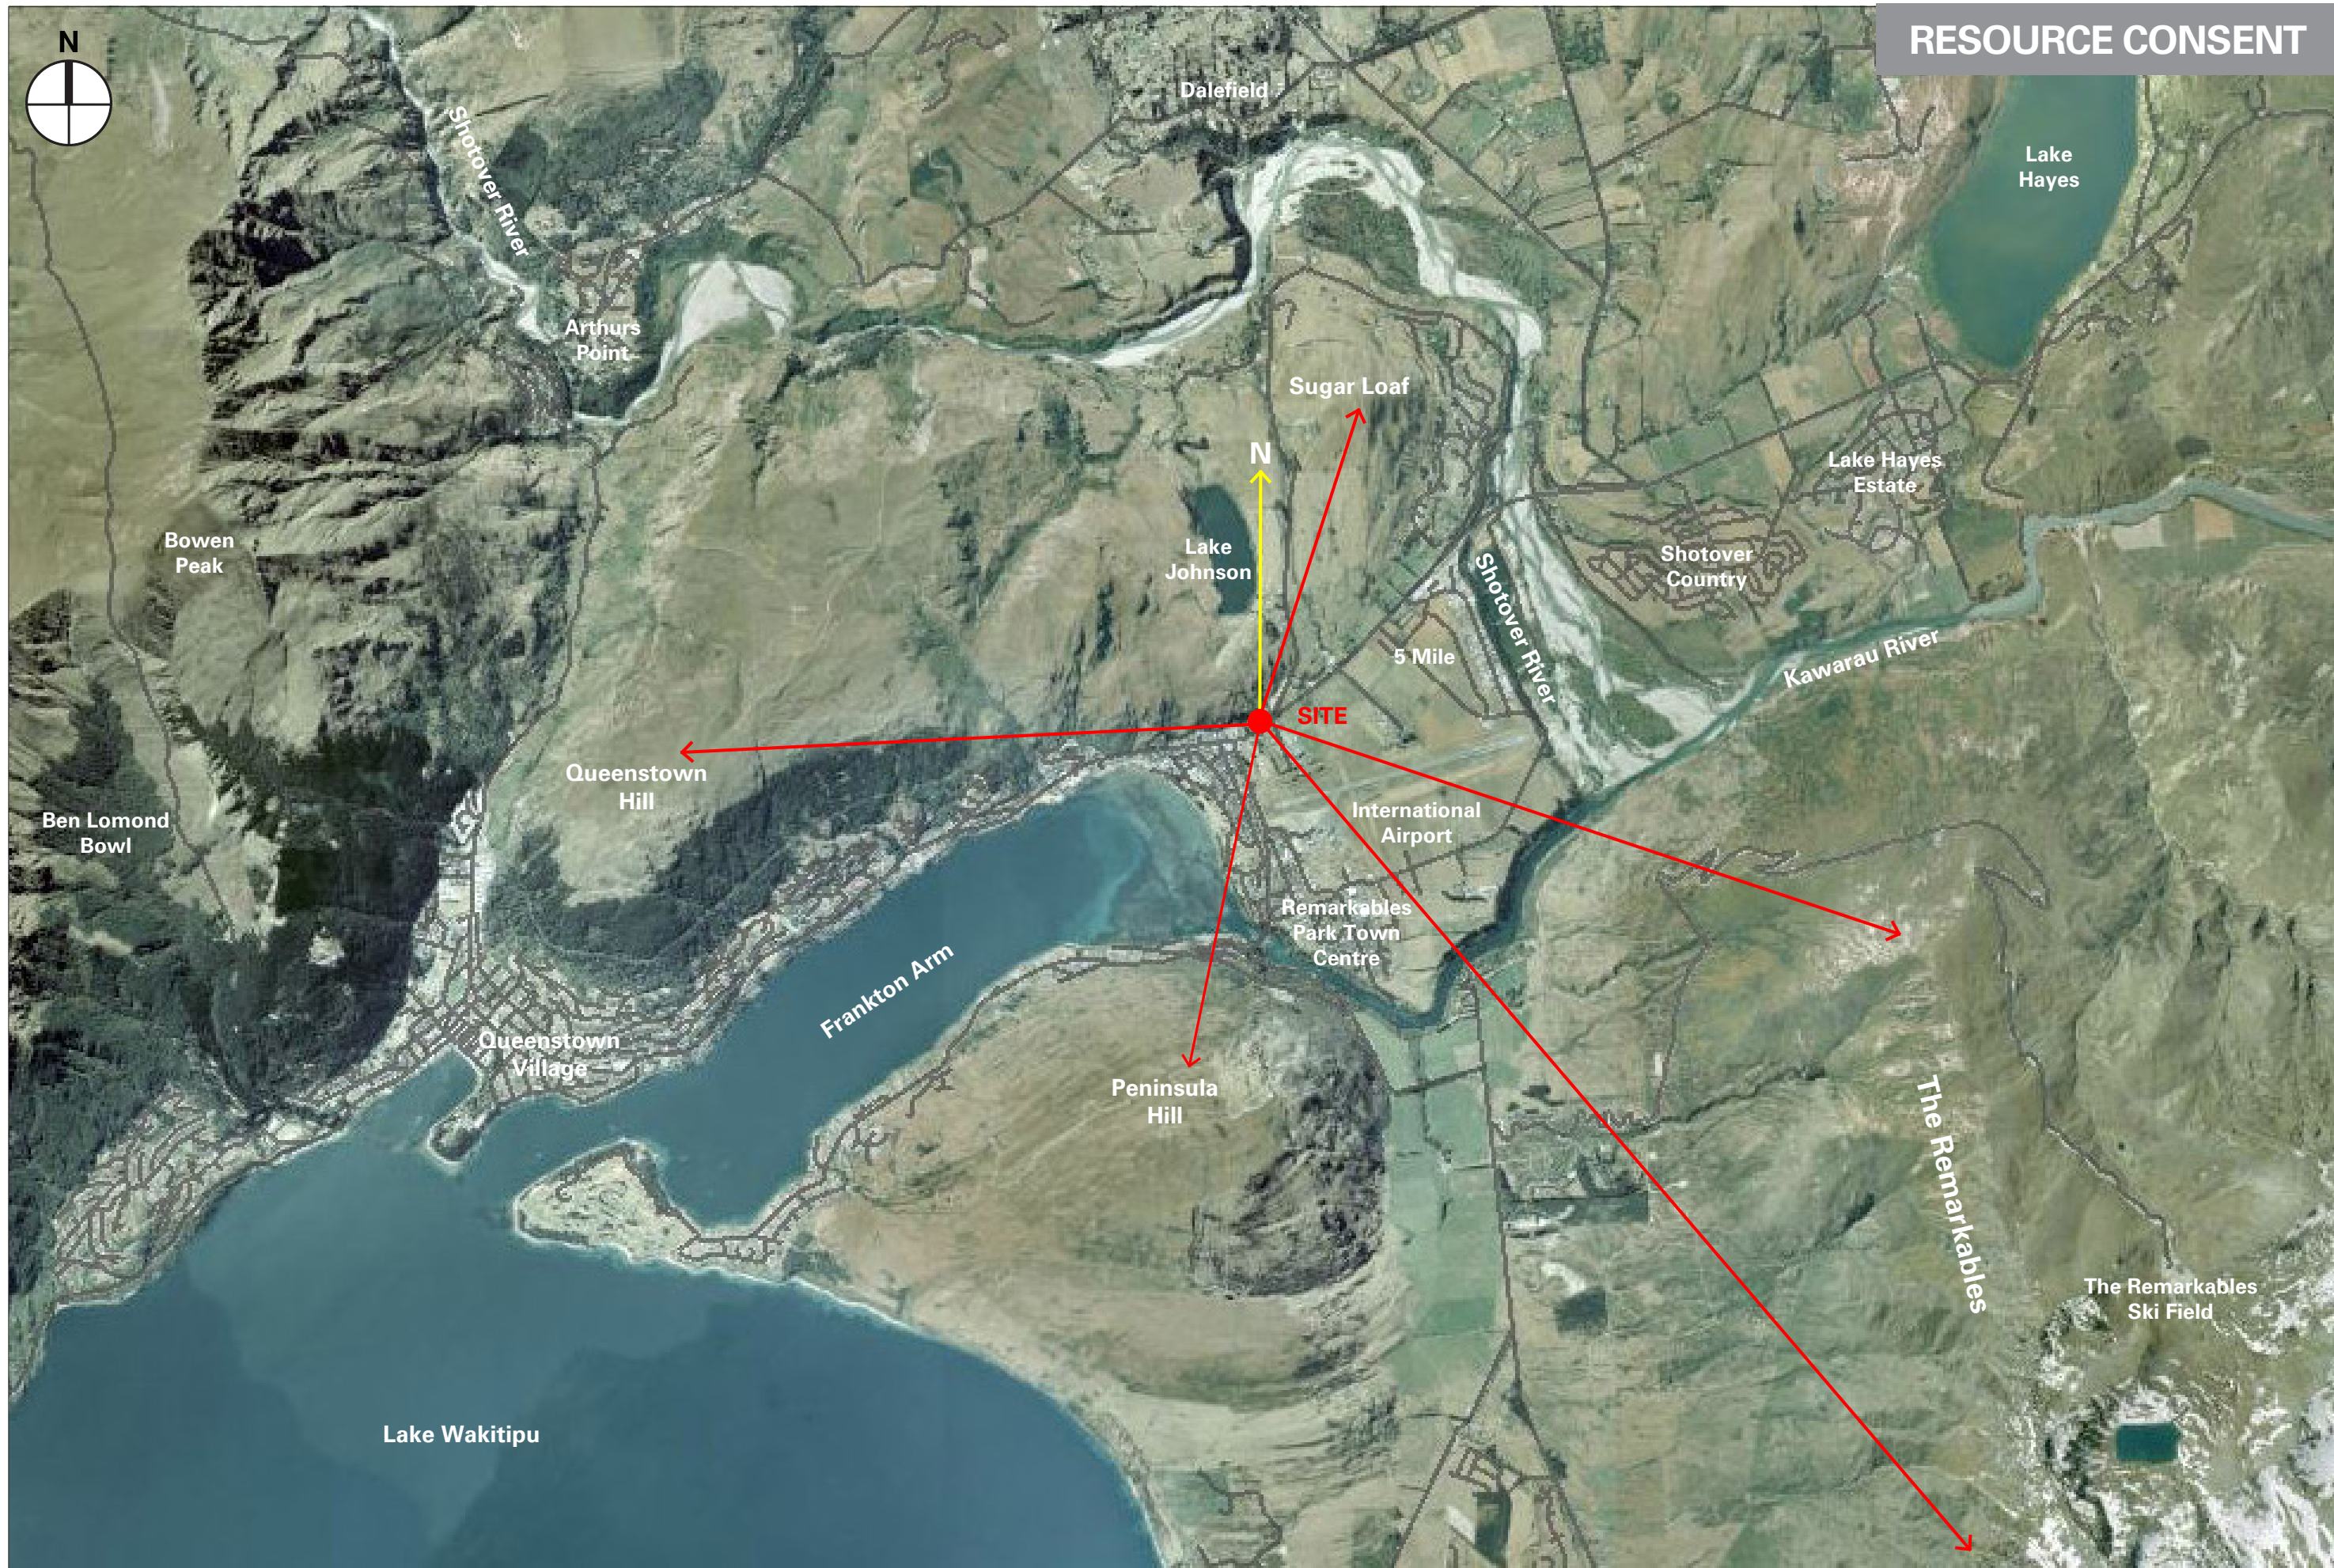 RESOURCE CONSENT
N
Dalefield
Shotover River
Lake
Hayes
Arthurs
Point
Sugar Loaf
N
Lake Hayes
Estate
Bowen
Peak
Lake
Johnson
Shotover
Country
Shotover River
5 Mile
Kawarau River
SITE
Queenstown
Hill
Ben Lomond
Bowl
International
Airport
Remarkables
Park Town
Centre
Frankton Arm
Queenstown
Village
Peninsula
Hill
The Remarkables
The Remarkables
Ski Field
Lake Wakitipu